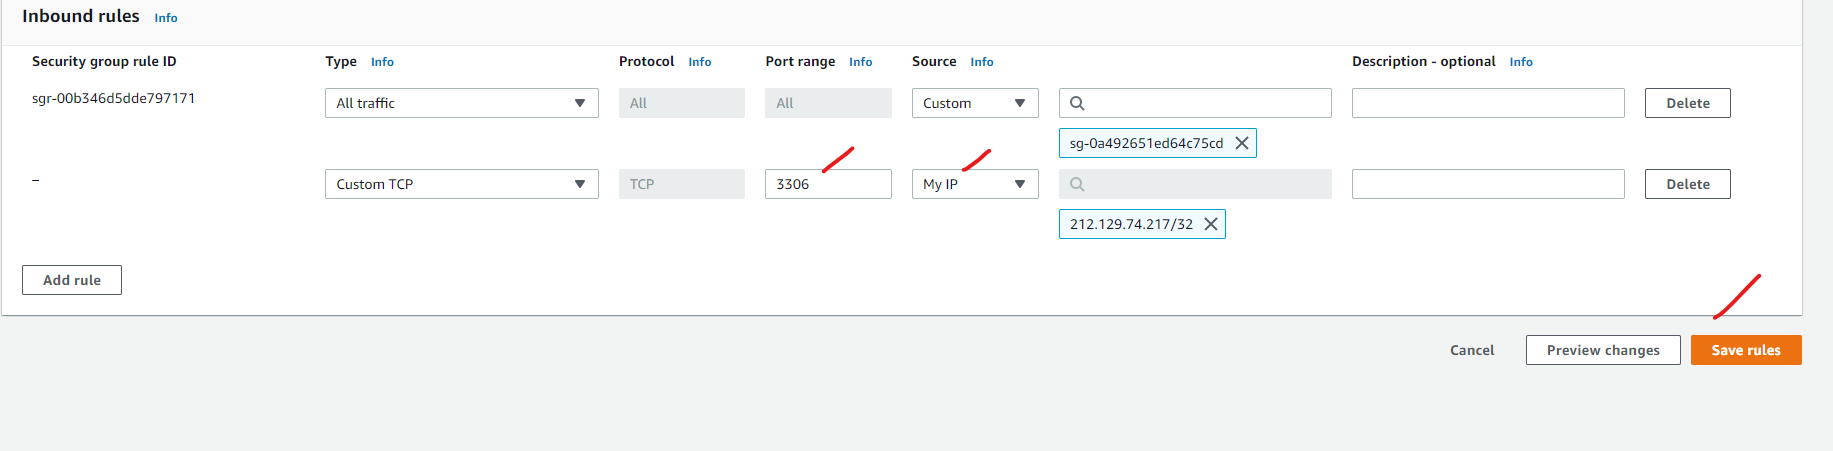 Inbound rules Info
Security group rule ID Type Info Protocol Info Port range Info Source Info Description - optional Info
sgr-00b346d5dde797171 All traffic All All Custom Delete
sg-0a492651ed64c75cd
– Custom TCP TCP 3306 My IP Delete
212.129.74.217/32
Add rule
Cancel Preview changes Save rules